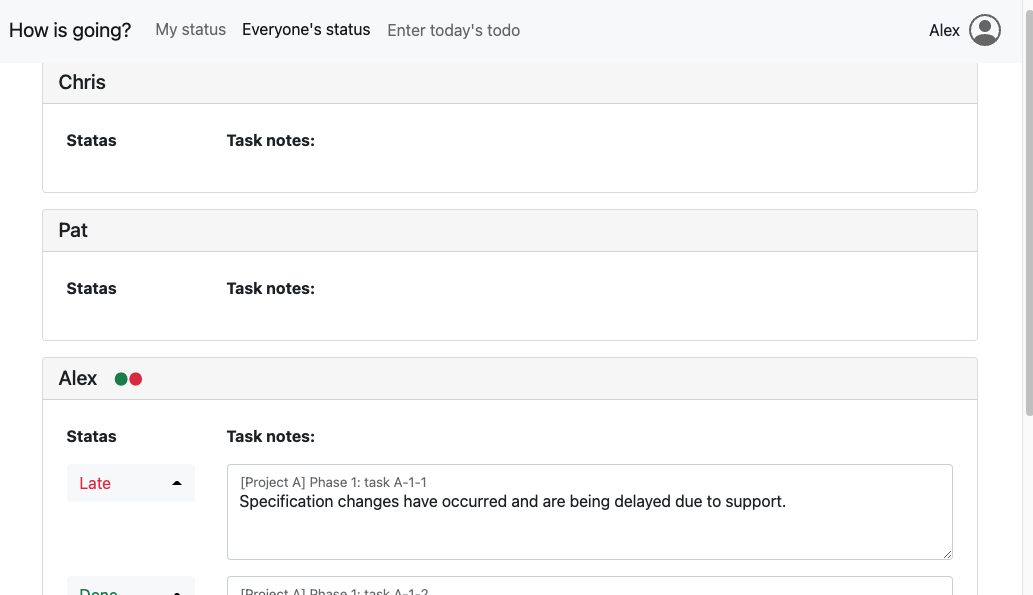 How is going? My status Everyone's status Enter today's todo Alex
Chris
Statas Task notes:
Pat
Statas Task notes:
Alex
Statas Task notes:
Late [Project A] Phase 1: task A-1-1
Specification changes have occurred and are being delayed due to support.
Done [Project A] Phase 1: task A-1-2